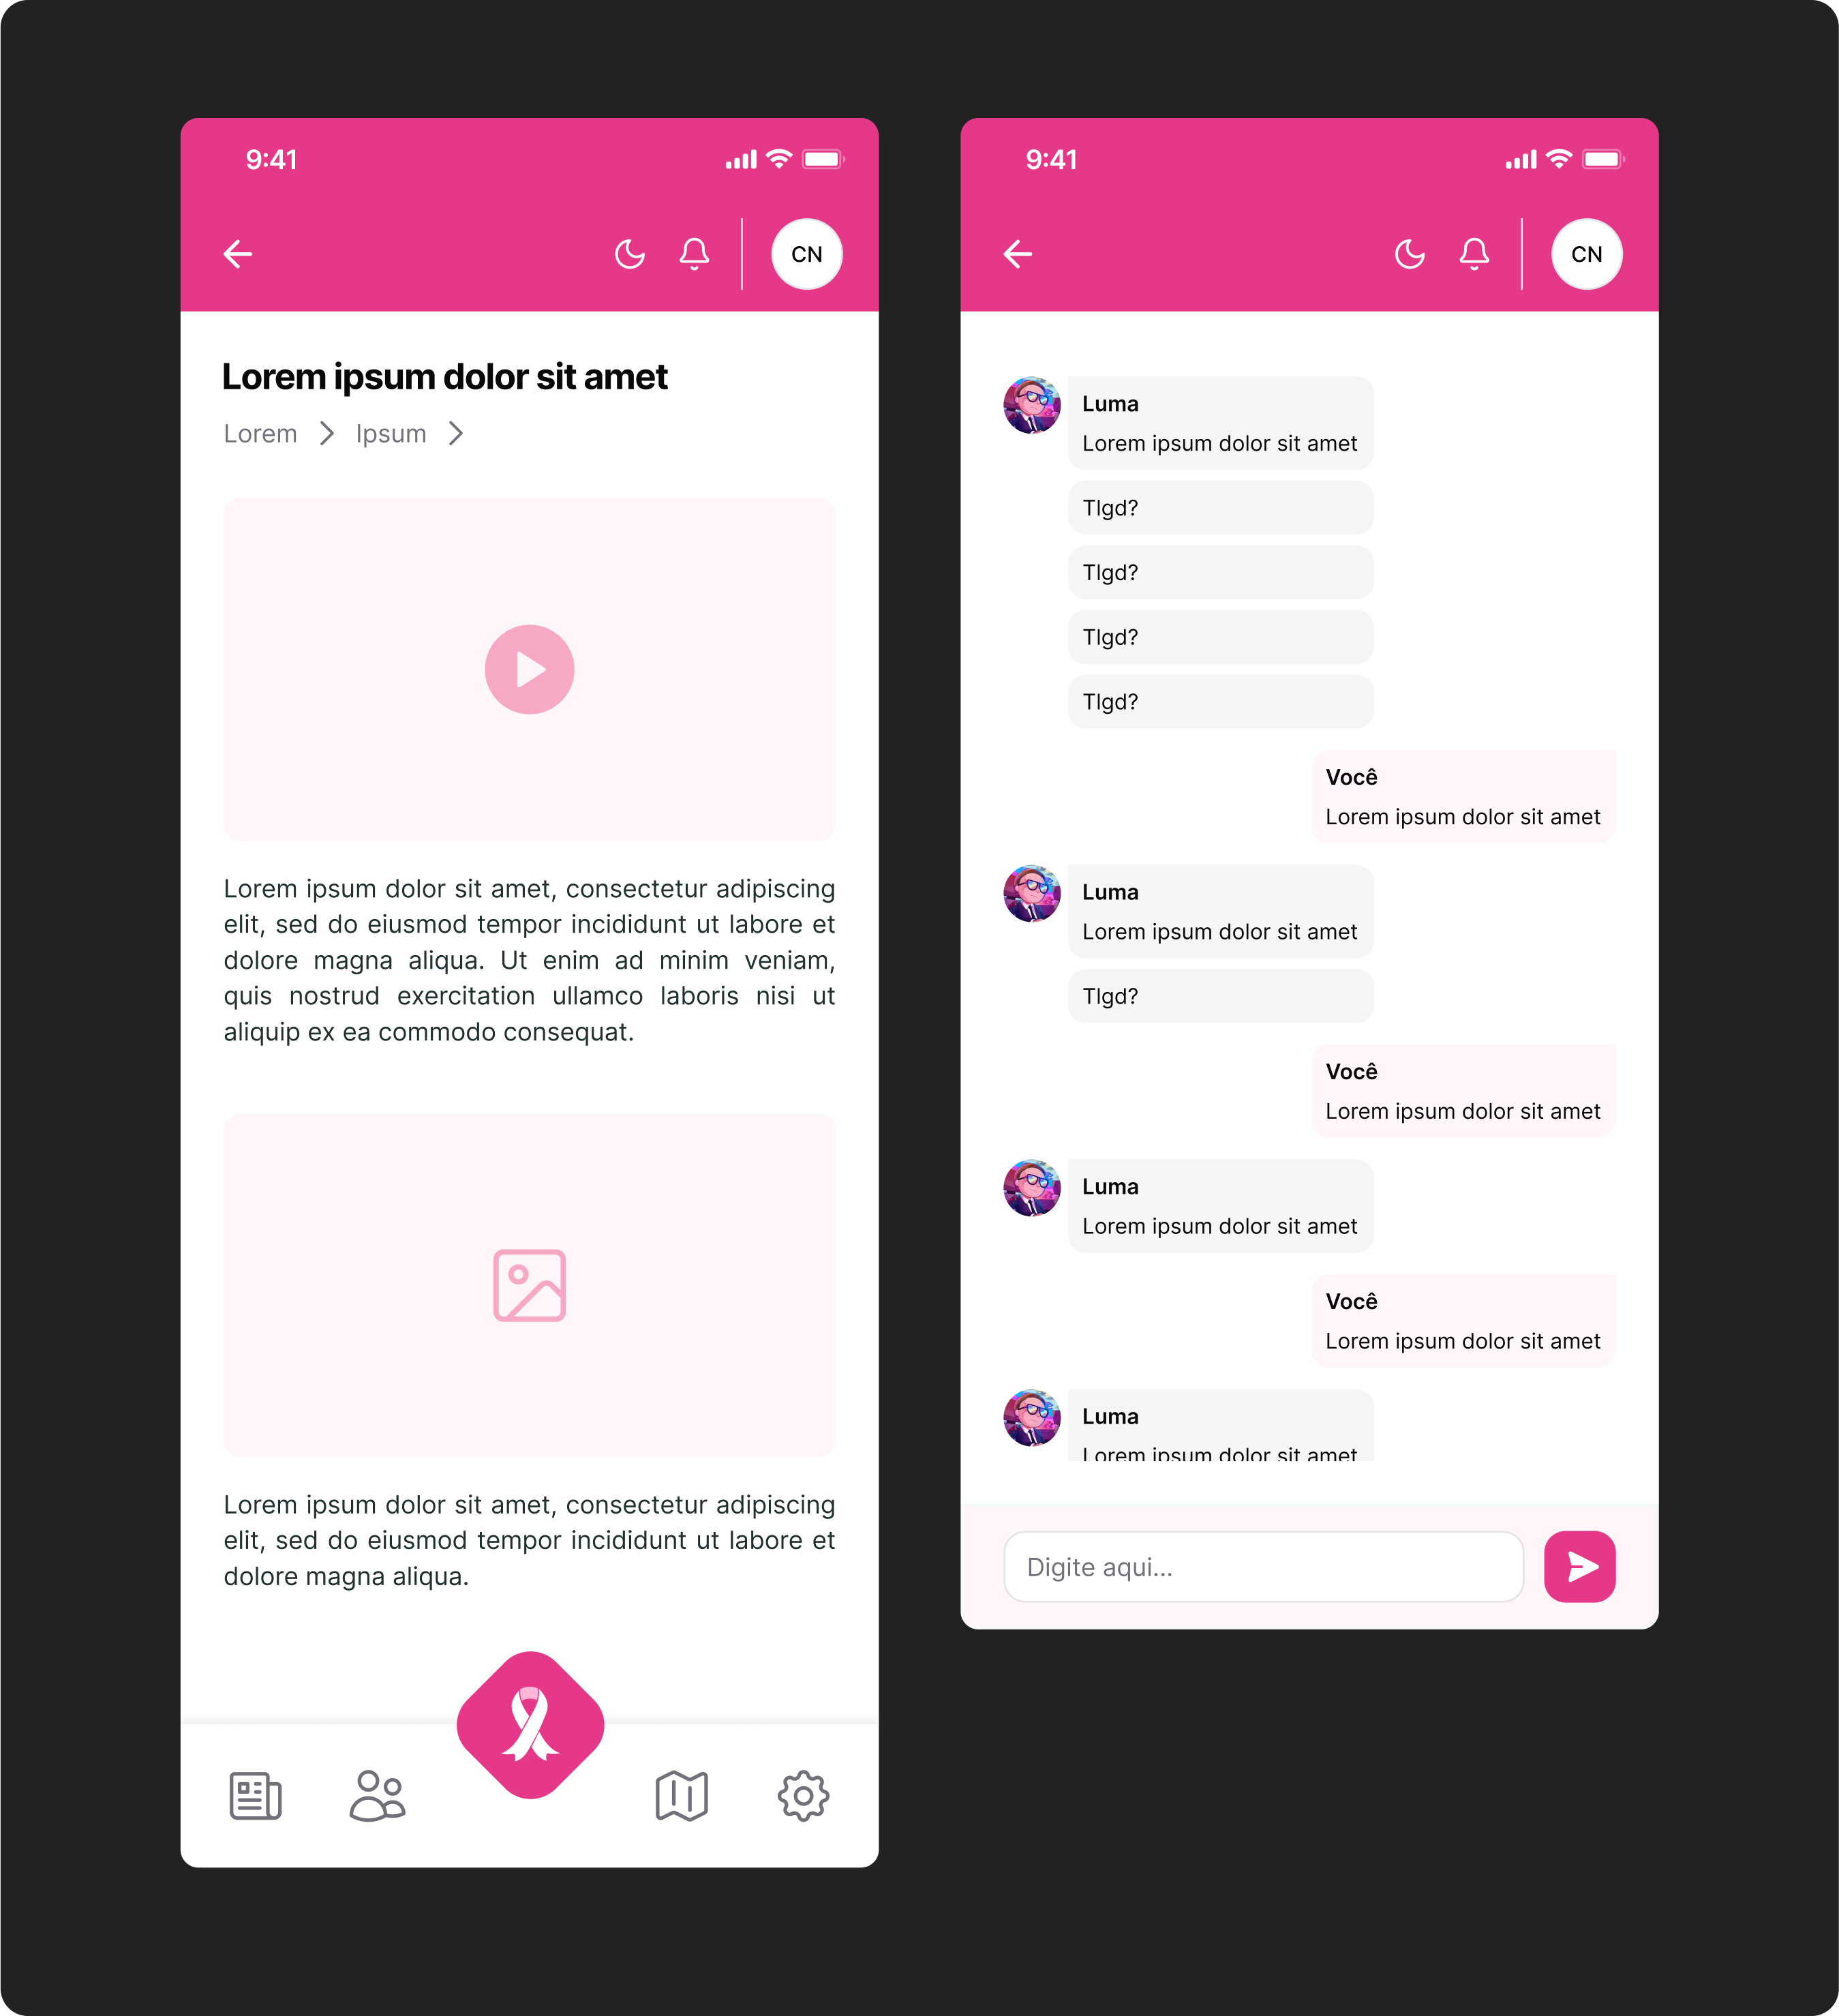 9:41
CN
Lorem ipsum dolor sit amet
Lorem
Ipsum
Lorem ipsum dolor sit amet, consectetur adipiscing
elit, sed do eiusmod tempor incididunt ut labore et
dolore magna aliqua. Ut enim ad minim veniam,
quis nostrud exercitation ullamco laboris nisi ut
aliquip ex ea commodo consequat.
Lorem ipsum dolor sit amet, consectetur adipiscing
elit, sed do eiusmod tempor incididunt ut labore et
dolore magna aliqua.
9:41
CN
Luma
Lorem ipsum dolor sit amet
Tlgd?
Tlgd?
Tlgd?
Tlgd?
Você
Lorem ipsum dolor sit amet
Luma
Lorem ipsum dolor sit amet
Tlgd?
Você
Lorem ipsum dolor sit amet
Luma
Lorem ipsum dolor sit amet
Você
Lorem ipsum dolor sit amet
Luma
Lorem ipsum dolor sit amet
Digite aqui...